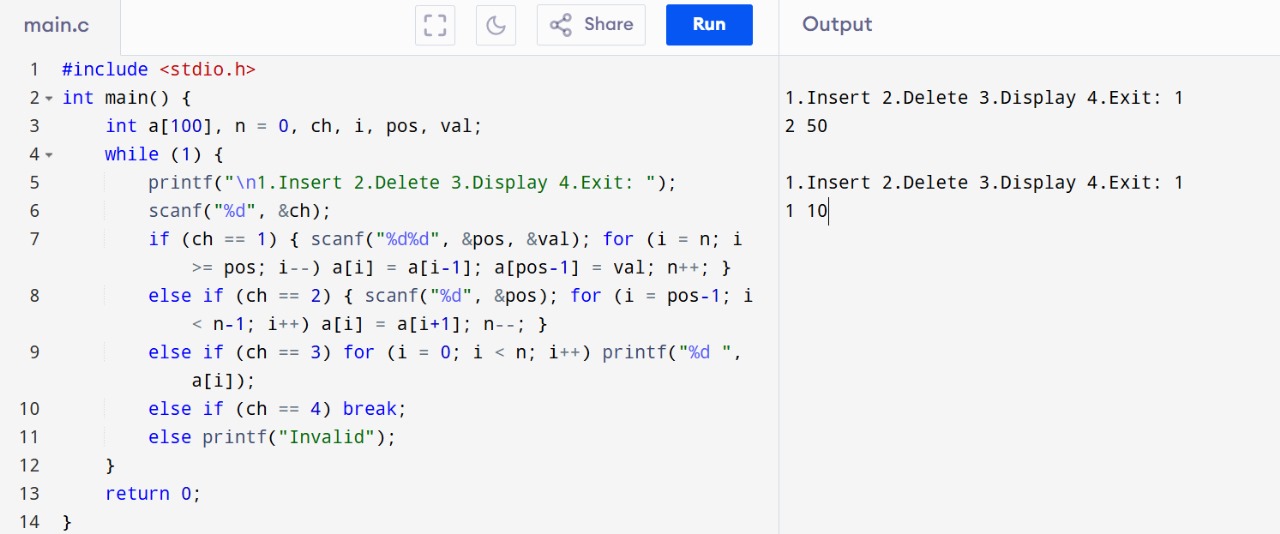 main.c
Share
Run
Output
1 #include <stdio.h>
2 int main() {
3 int a[100], n = 0, ch, i, pos, val;
4 while (1) {
5 printf("\n1.Insert 2.Delete 3.Display 4.Exit: ");
6 scanf("%d", &ch);
7 if (ch == 1) { scanf("%d%d", &pos, &val); for (i = n; i
>= pos; i--) a[i] = a[i-1]; a[pos-1] = val; n++; }
8 else if (ch == 2) { scanf("%d", &pos); for (i = pos-1; i
< n-1; i++) a[i] = a[i+1]; n--; }
9 else if (ch == 3) for (i = 0; i < n; i++) printf("%d ",
a[i]);
10 else if (ch == 4) break;
11 else printf("Invalid");
12 }
13 return 0;
14 }
1.Insert 2.Delete 3.Display 4.Exit: 1
2 50
1.Insert 2.Delete 3.Display 4.Exit: 1
1 10